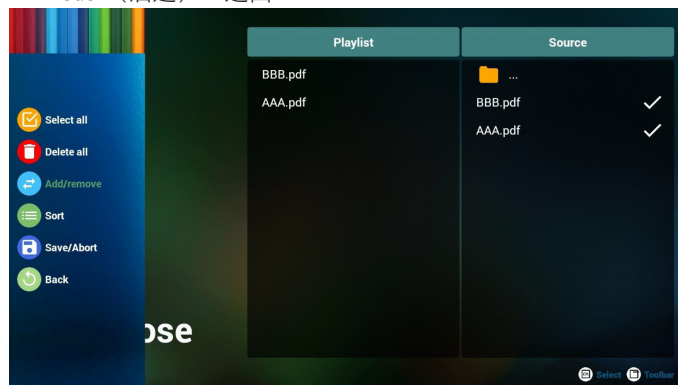 Playlist
Source
BBB.pdf
AAA.pdf
...
BBB.pdf
AAA.pdf
Select all
Delete all
Add/remove
Sort
Save/Abort
Back
ose
Select
Toolbar